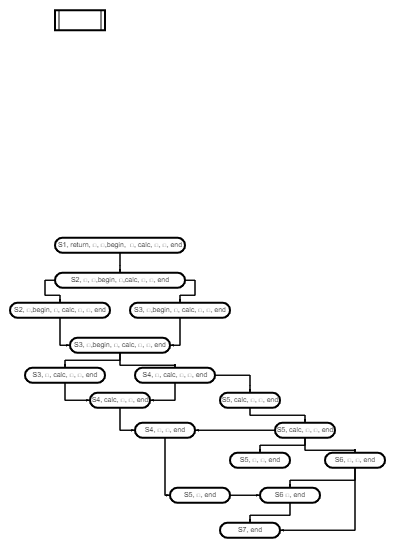 S1, return, □, □,begin, □, calc, □, □, end
S2, □, □,begin, □,calc, □, □, end
S2, □,begin, □, calc, □, □, end
S3, □,begin, □, calc, □, □, end
S3, □,begin, □, calc, □, □, end
S3, □, calc, □, □, end
S4, □, calc, □, □, end
S4, calc, □, □, end
S5, calc, □, □, end
S4, □, □, end
S5, calc, □, □, end
S5, □, □, end
S6, □, □, end
S5, □, end
S6 □, end
S7, end